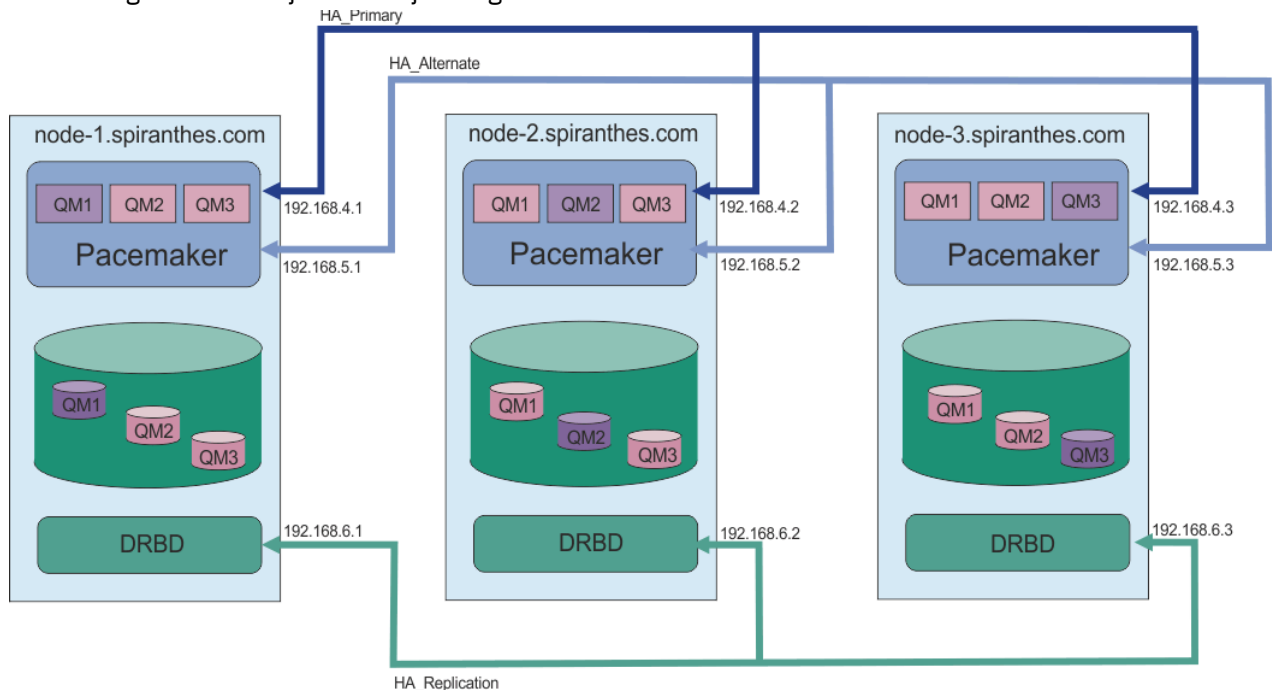 HA_Primary
HA_Alternate
node-1.spiranthes.com
QM1 QM2 QM3
Pacemaker
192.168.4.1
192.168.5.1
QM1
QM2
QM3
DRBD
192.168.6.1
node-2.spiranthes.com
QM1 QM2 QM3
Pacemaker
192.168.4.2
192.168.5.2
QM1
QM2
QM3
DRBD
192.168.6.2
node-3.spiranthes.com
QM1 QM2 QM3
Pacemaker
192.168.4.3
192.168.5.3
QM1
QM2
QM3
DRBD
192.168.6.3
HA_Replication